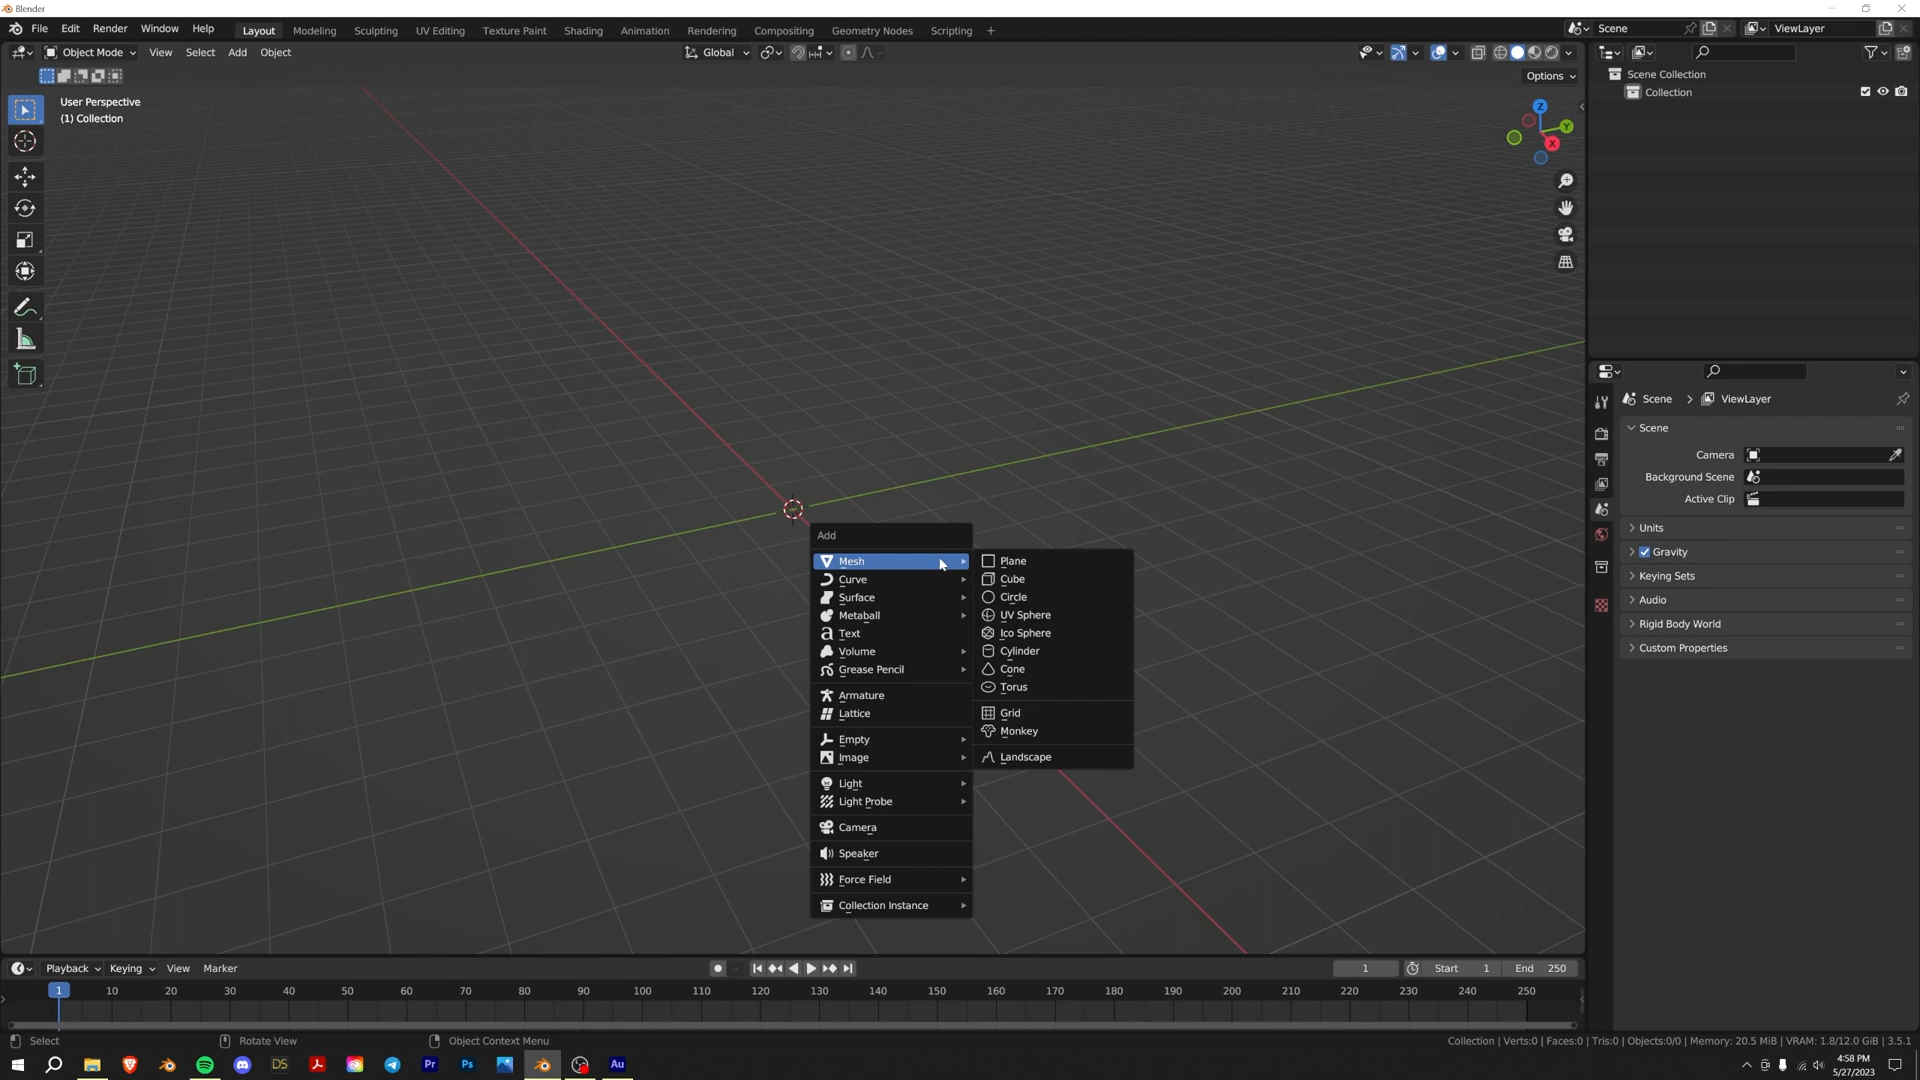 Blender
File Edit Render Window Help Layout Modeling Sculpting UV Editing Texture Paint Shading Animation Rendering Compositing Geometry Nodes Scripting + Scene ViewLayer
Object Mode View Select Add Object Global
Options
User Perspective
(1) Collection
Z
Y
X
Scene Collection
Collection
Scene > ViewLayer
Scene
Camera
Background Scene
Active Clip
Units
Gravity
Keying Sets
Audio
Rigid Body World
Custom Properties
Add
Mesh
Curve
Surface
Metaball
Text
Volume
Grease Pencil
Armature
Lattice
Empty
Image
Light
Light Probe
Camera
Speaker
Force Field
Collection Instance
Plane
Cube
Circle
UV Sphere
Ico Sphere
Cylinder
Cone
Torus
Grid
Monkey
Landscape
Playback Keying View Marker 1 Start 1 End 250
1 10 20 30 40 50 60 70 80 90 100 110 120 130 140 150 160 170 180 190 200 210 220 230 240 250
Select Rotate View Object Context Menu Collection | Verts:0 | Faces:0 | Tris:0 | Objects:0/0 | Memory: 20.5 MiB | VRAM: 1.8/12.0 GiB | 3.5.1
DS Pr Ps Au
4:58 PM
5/27/2023